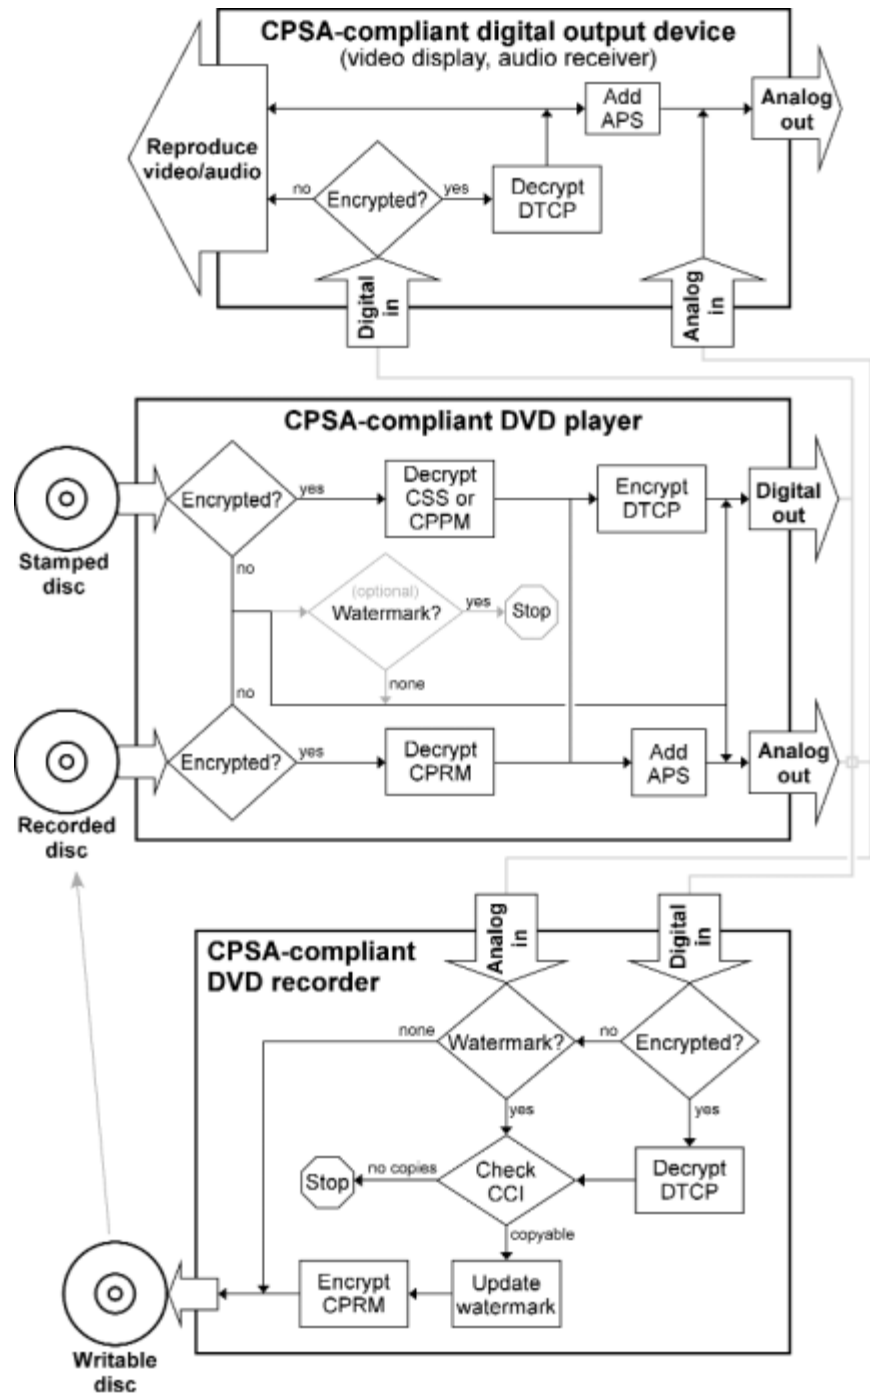 CPSA-compliant digital output device
(video display, audio receiver)
Add
APS
Analog
out
Reproduce
video/audio
no
Encrypted?
yes
Decrypt
DTCP
Digital
in
Analog
in
CPSA-compliant DVD player
Stamped
disc
Encrypted?
yes
Decrypt
CSS or
CPPM
Encrypt
DTCP
Digital
out
no
(optional)
Watermark?
yes
Stop
none
no
Recorded
disc
Encrypted?
yes
Decrypt
CPRM
Add
APS
Analog
out
Analog
in
Digital
in
CPSA-compliant
DVD recorder
none
Watermark?
no
Encrypted?
yes
yes
Stop
no copies
Check
CCI
Decrypt
DTCP
copyable
Encrypt
CPRM
Update
watermark
Writable
disc